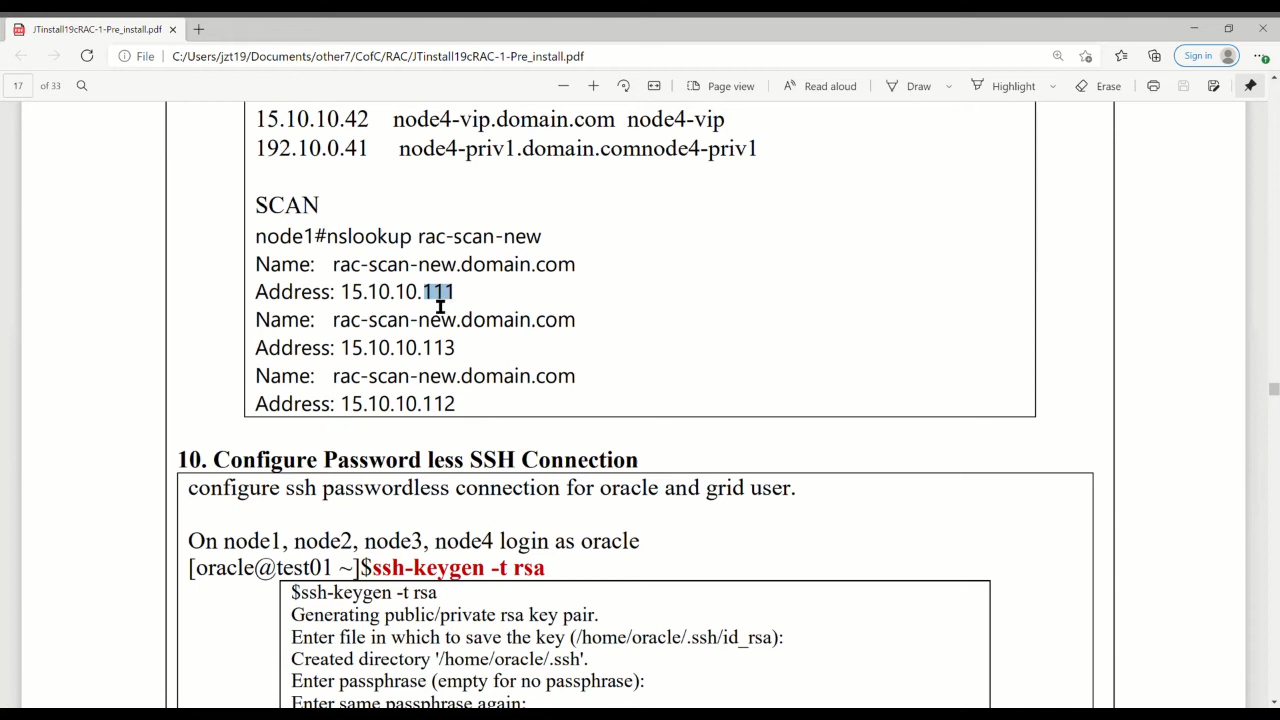 JTinstall19cRAC-1-Pre_install.pdf
File C:/Users/jzt19/Documents/other7/CofC/RAC/JTinstall19cRAC-1-Pre_install.pdf Sign in
17 of 33 Page view Read aloud Draw Highlight Erase
15.10.10.42 node4-vip.domain.com node4-vip
192.10.0.41 node4-priv1.domain.comnode4-priv1
SCAN
node1#nslookup rac-scan-new
Name: rac-scan-new.domain.com
Address: 15.10.10.111
Name: rac-scan-new.domain.com
Address: 15.10.10.113
Name: rac-scan-new.domain.com
Address: 15.10.10.112
10. Configure Password less SSH Connection
configure ssh passwordless connection for oracle and grid user.
On node1, node2, node3, node4 login as oracle
[oracle@test01 ~]$ssh-keygen -t rsa
$ssh-keygen -t rsa
Generating public/private rsa key pair.
Enter file in which to save the key (/home/oracle/.ssh/id_rsa):
Created directory '/home/oracle/.ssh'.
Enter passphrase (empty for no passphrase):
Enter same passphrase again: